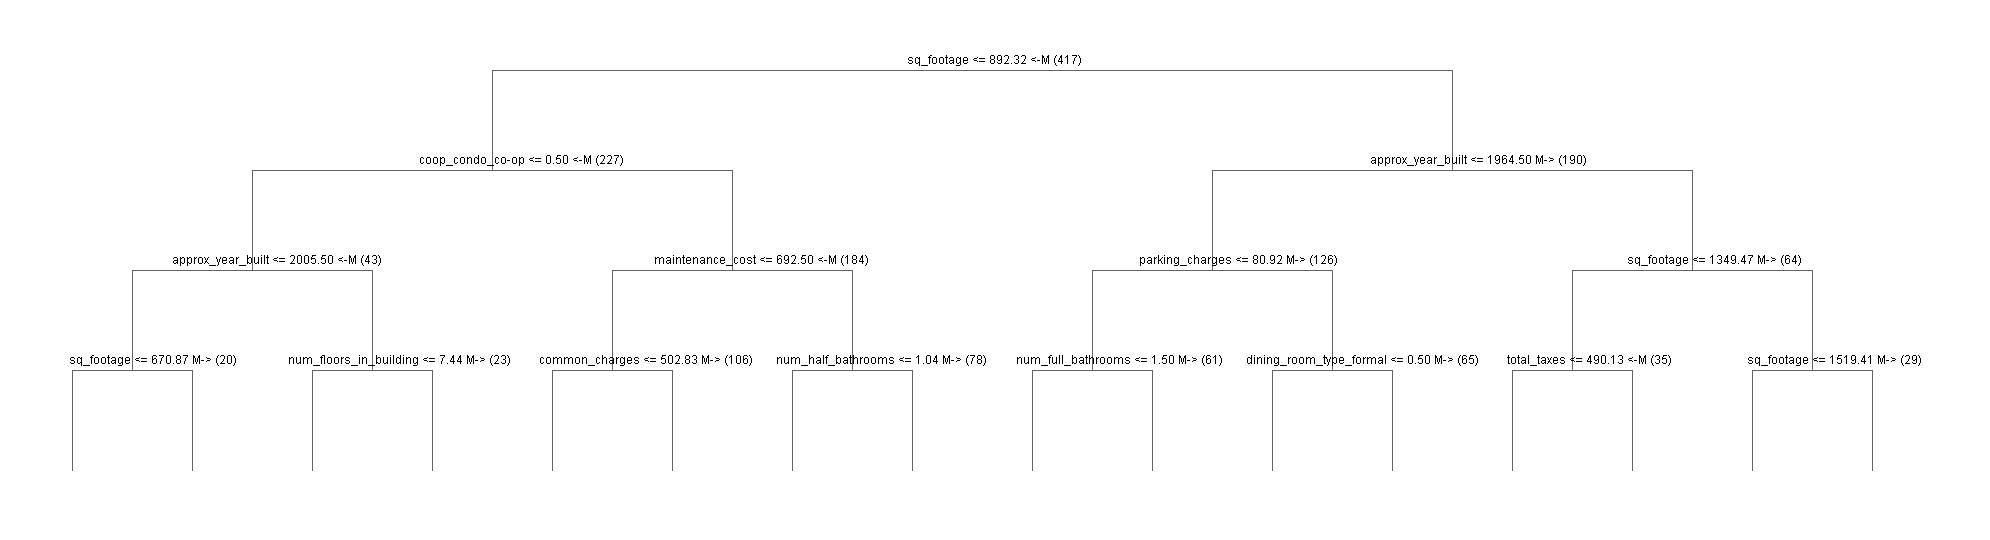 sq_footage <= 892.32 <-M (417)
coop_condo_co-op <= 0.50 <-M (227)
approx_year_built <= 1964.50 M-> (190)
approx_year_built <= 2005.50 <-M (43)
maintenance_cost <= 692.50 <-M (184)
parking_charges <= 80.92 M-> (126)
sq_footage <= 1349.47 M-> (64)
sq_footage <= 670.87 M-> (20)
num_floors_in_building <= 7.44 M-> (23)
common_charges <= 502.83 M-> (106)
num_half_bathrooms <= 1.04 M-> (78)
num_full_bathrooms <= 1.50 M-> (61)
dining_room_type_formal <= 0.50 M-> (65)
total_taxes <= 490.13 <-M (35)
sq_footage <= 1519.41 M-> (29)